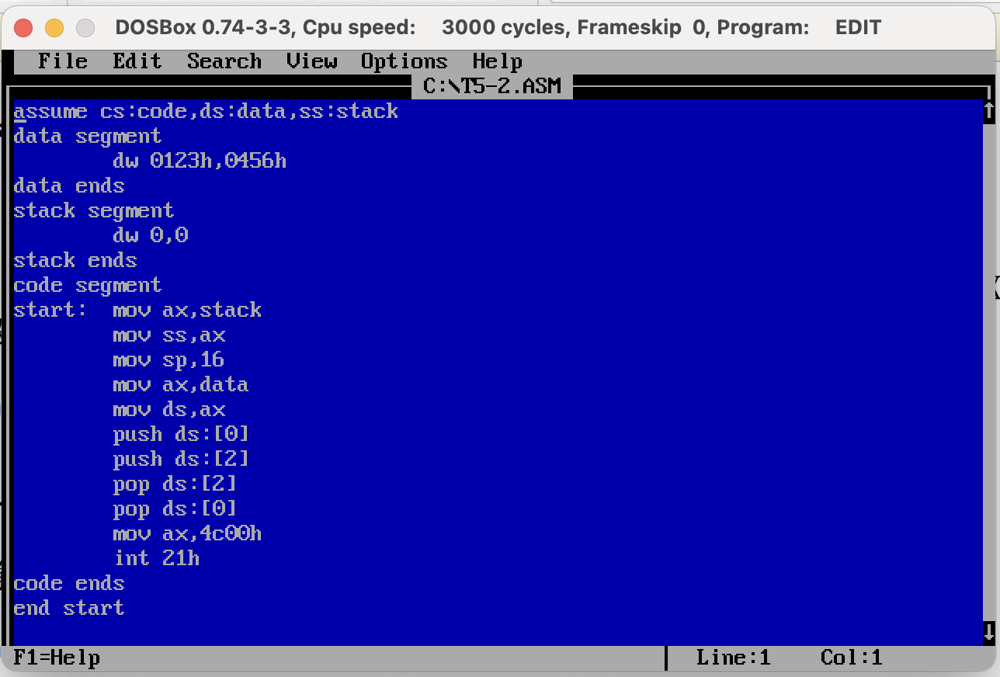 DOSBox 0.74-3-3, Cpu speed: 3000 cycles, Frameskip 0, Program: EDIT
File Edit Search View Options Help
C:\T5-2.ASM
assume cs:code,ds:data,ss:stack
data segment
        dw 0123h,0456h
data ends
stack segment
        dw 0,0
stack ends
code segment
start:  mov ax,stack
        mov ss,ax
        mov sp,16
        mov ax,data
        mov ds,ax
        push ds:[0]
        push ds:[2]
        pop ds:[2]
        pop ds:[0]
        mov ax,4c00h
        int 21h
code ends
end start
F1=Help Line:1 Col:1